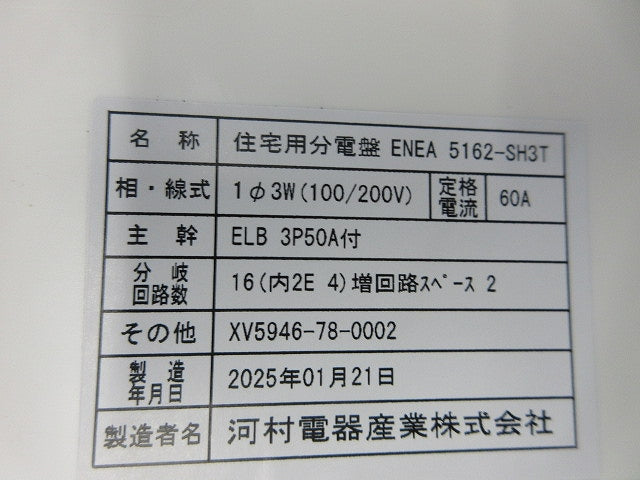 名 称 住宅用分電盤 ENEA 5162-SH3T
相・線式 1φ3W(100/200V) 定格電流 60A
主 幹 ELB 3P50A付
分岐回路数 16(内2E 4)増回路ｽﾍﾟｰｽ 2
その他 XV5946-78-0002
製造年月日 2025年01月21日
製造者名 河村電器産業株式会社